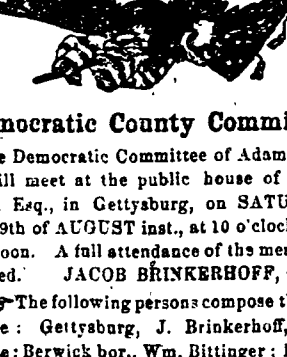 mocratic County Commi
e Democratic Committee of Adam
ill meet at the public house of
Esq., in Gettysburg, on SATU
9th of AUGUST inst., at 10 o'cloc
oon. A full attendance of the me
ed. JACOB BRINKERHOFF,
The following persons compose t
e : Gettysburg, J. Brinkerhoff,
e; Berwick bor., Wm. Bittinger ;